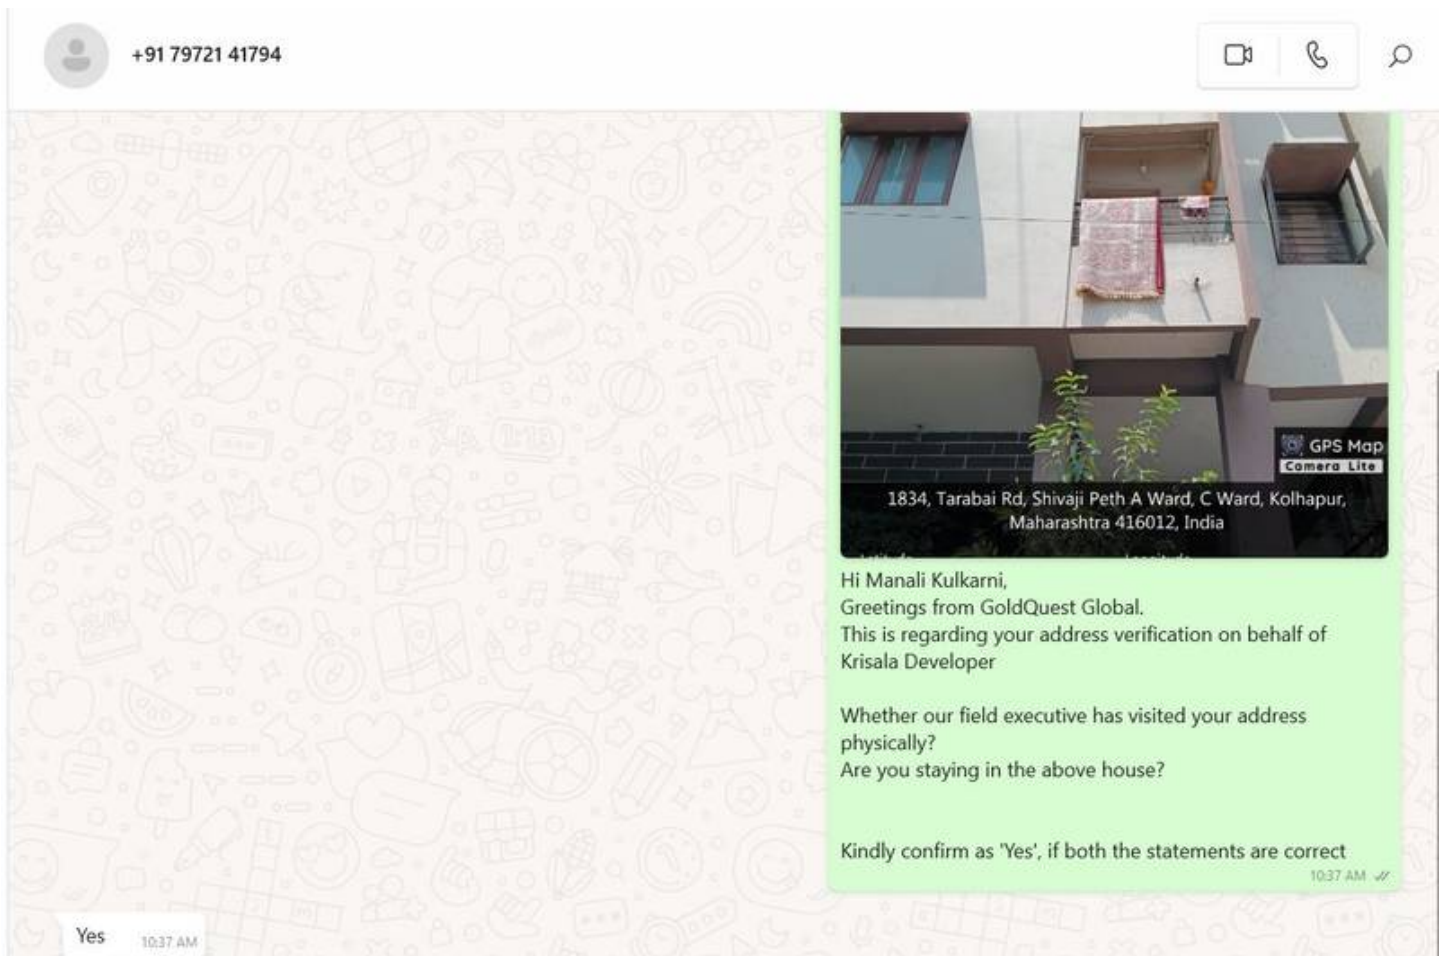 +91 79721 41794
GPS Map
Camera Lite
1834, Tarabai Rd, Shivaji Peth A Ward, C Ward, Kolhapur,
Maharashtra 416012, India
Hi Manali Kulkarni,
Greetings from GoldQuest Global.
This is regarding your address verification on behalf of
Krisala Developer
Whether our field executive has visited your address
physically?
Are you staying in the above house?
Kindly confirm as 'Yes', if both the statements are correct
10:37 AM
Yes 10:37 AM